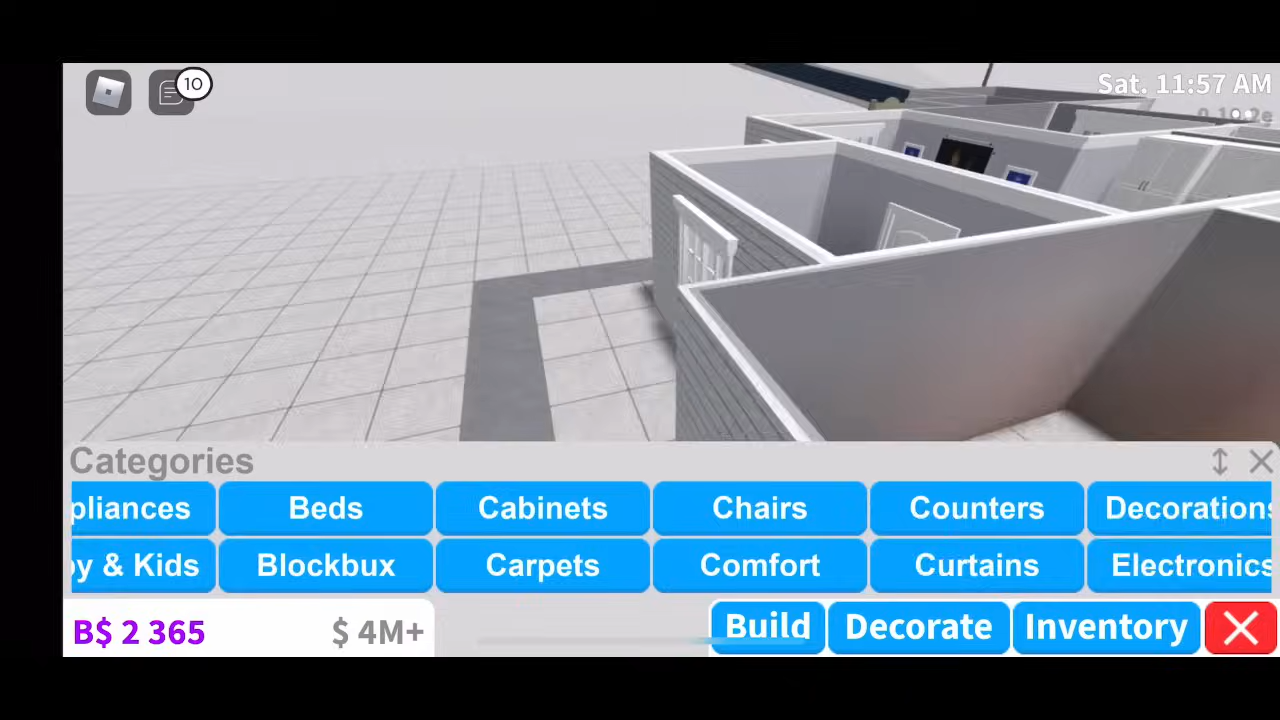 10
Sat. 11:57 AM
Categories
pliances Beds Cabinets Chairs Counters Decorations
y & Kids Blockbux Carpets Comfort Curtains Electronics
B$ 2 365 $ 4M+ Build Decorate Inventory